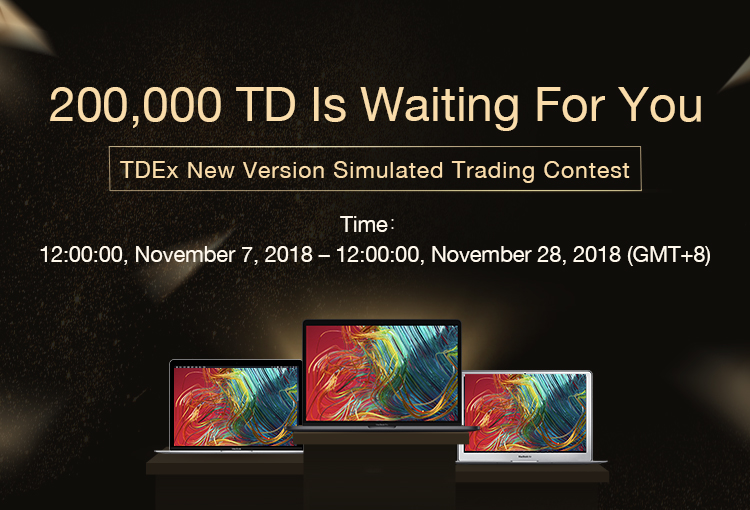 200,000 TD Is Waiting For You
TDEx New Version Simulated Trading Contest
Time：
12:00:00, November 7, 2018 – 12:00:00, November 28, 2018 (GMT+8)